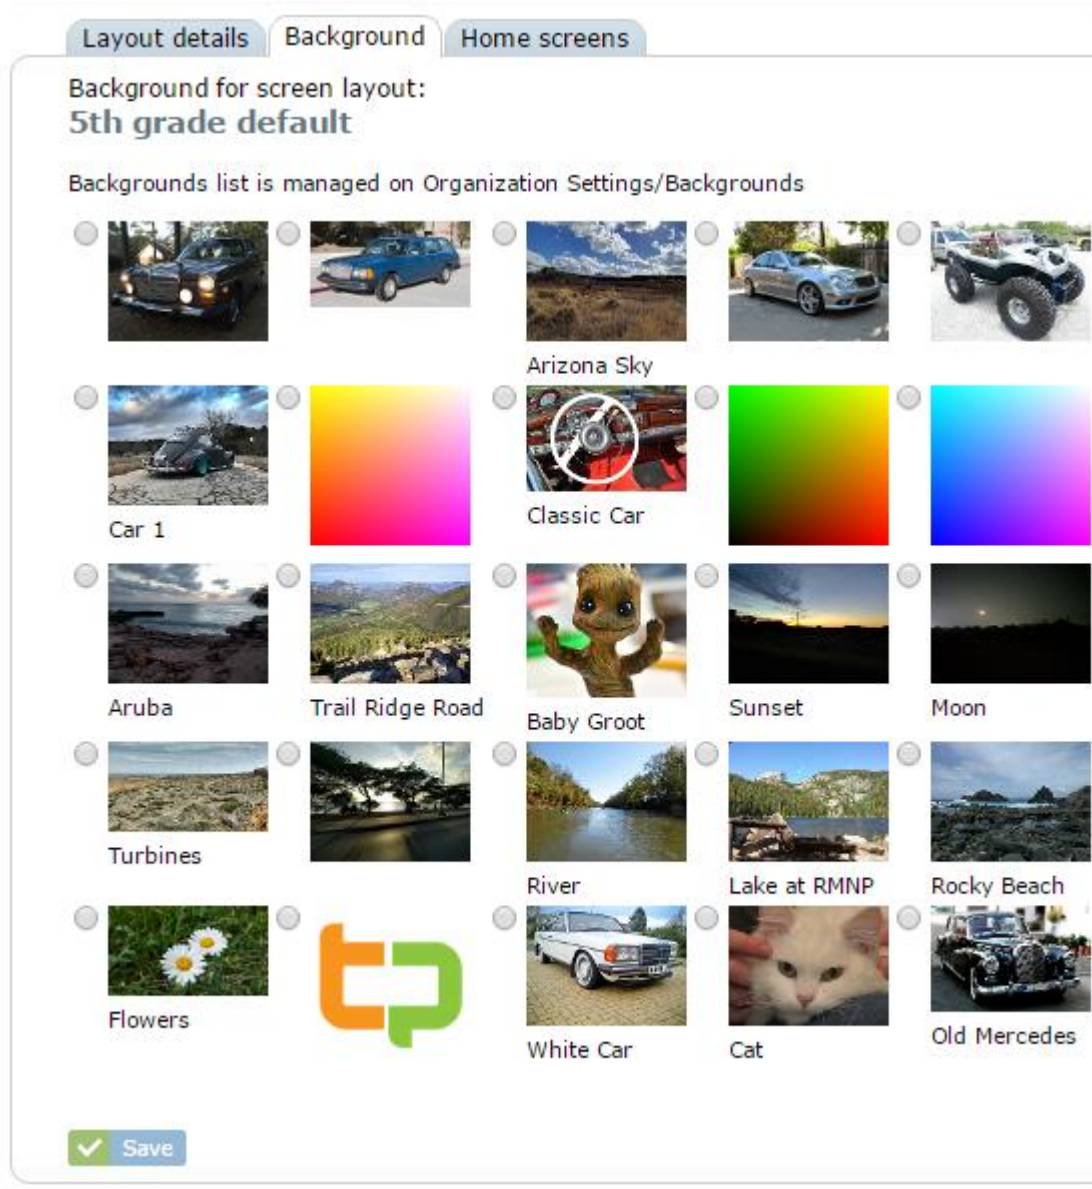 Layout details
Background
Home screens
Background for screen layout:
5th grade default
Backgrounds list is managed on Organization Settings/Backgrounds
Arizona Sky
Car 1
Classic Car
Aruba
Trail Ridge Road
Baby Groot
Sunset
Moon
Turbines
River
Lake at RMNP
Rocky Beach
Flowers
White Car
Cat
Old Mercedes
Save